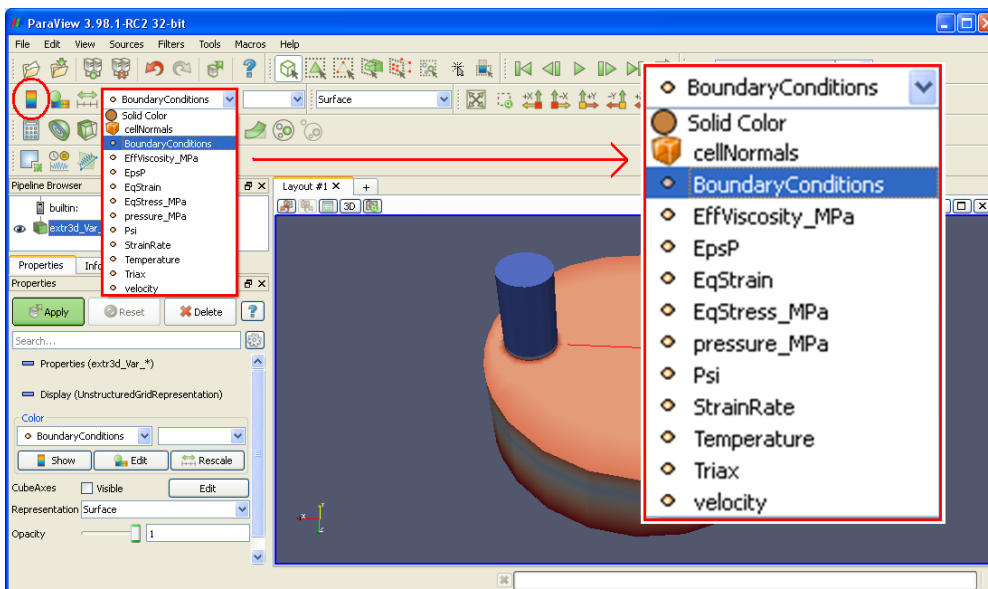 ParaView 3.98.1-RC2 32-bit
File Edit View Sources Filters Tools Macros Help
BoundaryConditions
Surface
Solid Color
cellNormals
BoundaryConditions
EffViscosity_MPa
EpsP
EqStrain
EqStress_MPa
pressure_MPa
Psi
StrainRate
Temperature
Triax
velocity
Pipeline Browser
builtin:
extr3d_Var_
Properties
Properties
Apply Reset Delete
Search...
Properties (extr3d_Var_*)
Display (UnstructuredGridRepresentation)
Color
BoundaryConditions
Show Edit Rescale
CubeAxes Visible Edit
Representation Surface
Opacity 1
Layout #1 X +
3D
BoundaryConditions
Solid Color
cellNormals
BoundaryConditions
EffViscosity_MPa
EpsP
EqStrain
EqStress_MPa
pressure_MPa
Psi
StrainRate
Temperature
Triax
velocity